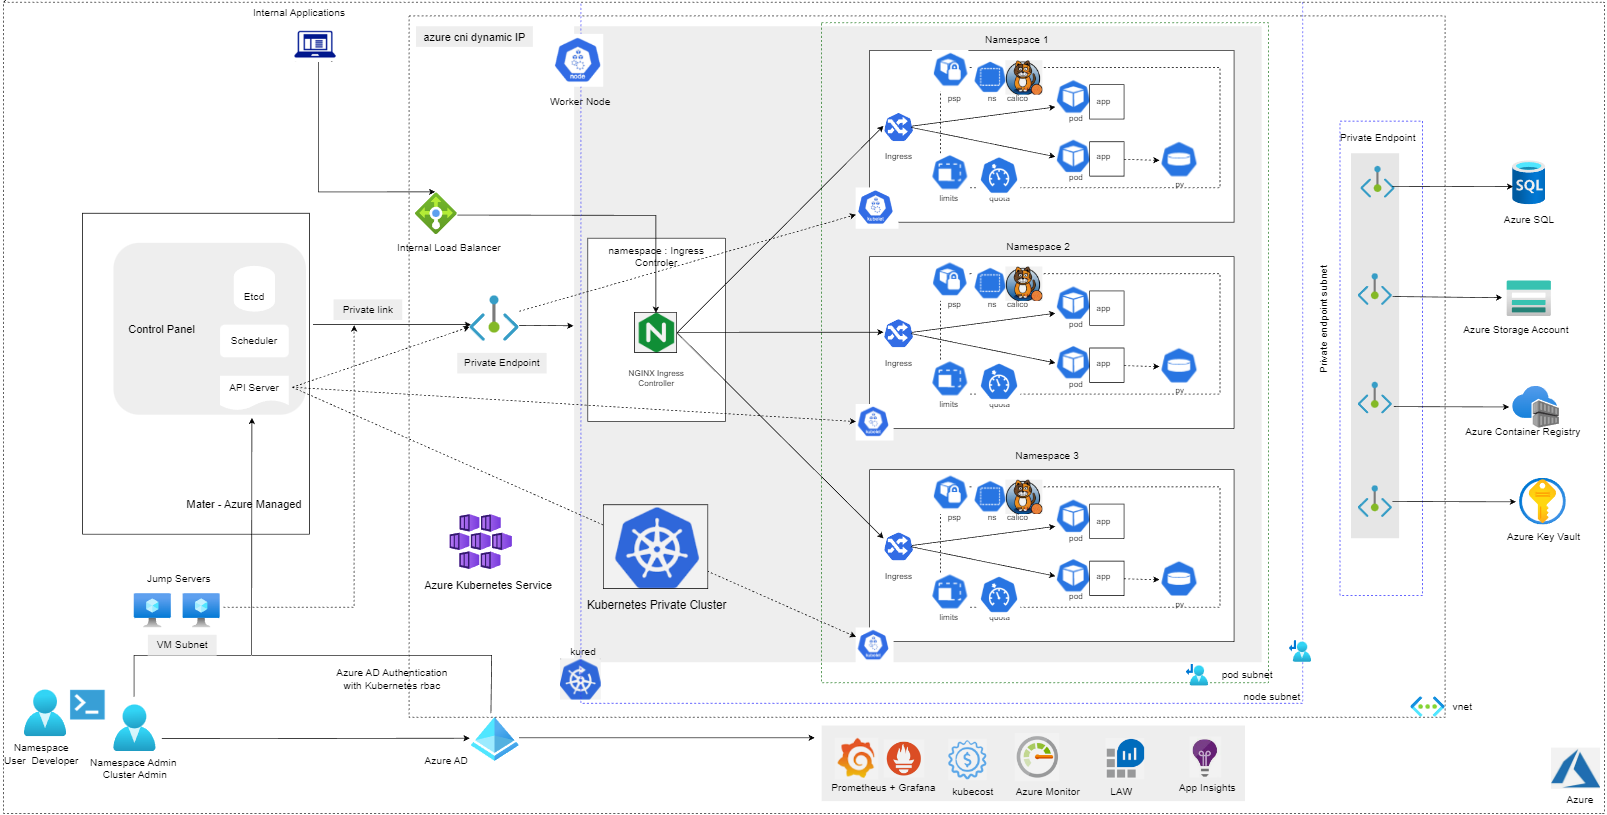 Internal Applications
azure cni dynamic IP
node
Worker Node
Namespace 1
psp
ns
calico
app
pod
Ingress
app
pod
pv
limits
quota
kubelet
Private Endpoint
SQL
Azure SQL
Internal Load Balancer
namespace : Ingress
Controler
Namespace 2
psp
ns
calico
app
pod
Ingress
app
pod
pv
limits
quota
Etcd
Control Panel
Scheduler
API Server
Private link
Private Endpoint
N
NGINX Ingress
Controller
Private endpoint subnet
Azure Storage Account
Azure Container Registry
Namespace 3
psp
ns
calico
app
pod
Ingress
app
pod
pv
limits
quota
Azure Key Vault
Mater - Azure Managed
Azure Kubernetes Service
Kubernetes Private Cluster
Jump Servers
VM Subnet
kured
Azure AD Authentication
with Kubernetes rbac
pod subnet
node subnet
vnet
Namespace
User Developer
Namespace Admin
Cluster Admin
Azure AD
Prometheus + Grafana
kubecost
Azure Monitor
LAW
App Insights
Azure